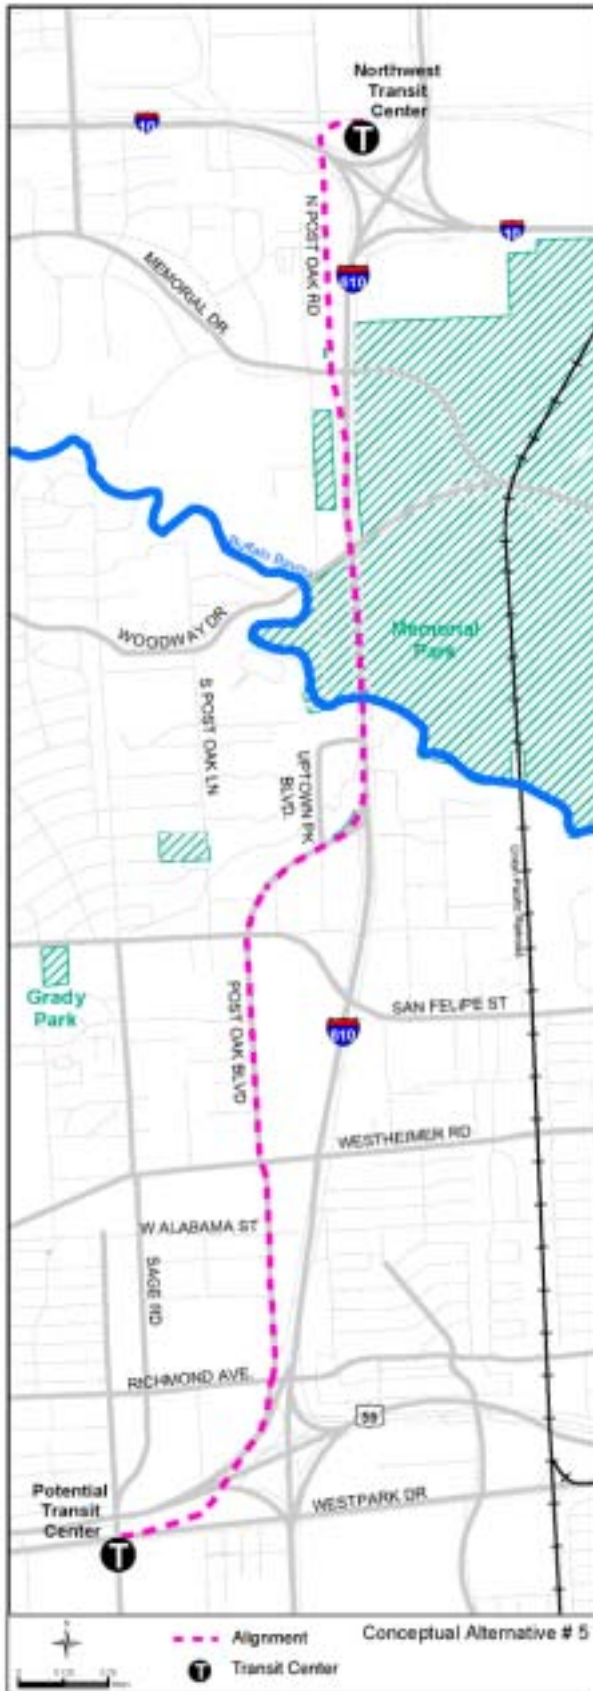 Northwest
Transit
Center
T
10
N POST OAK RD
10
610
MEMORIAL DR
Buffalo Bayou
WOODWAY DR
Memorial
Park
S POST OAK LN
UPTOWN PK
BLVD.
Grady
Park
POST OAK BLVD
SAN FELIPE ST
610
WESTHEIMER RD
W ALABAMA ST
SAGE RD
RICHMOND AVE.
59
Potential
Transit
Center
WESTPARK DR
T
Alignment
Conceptual Alternative # 5
T Transit Center